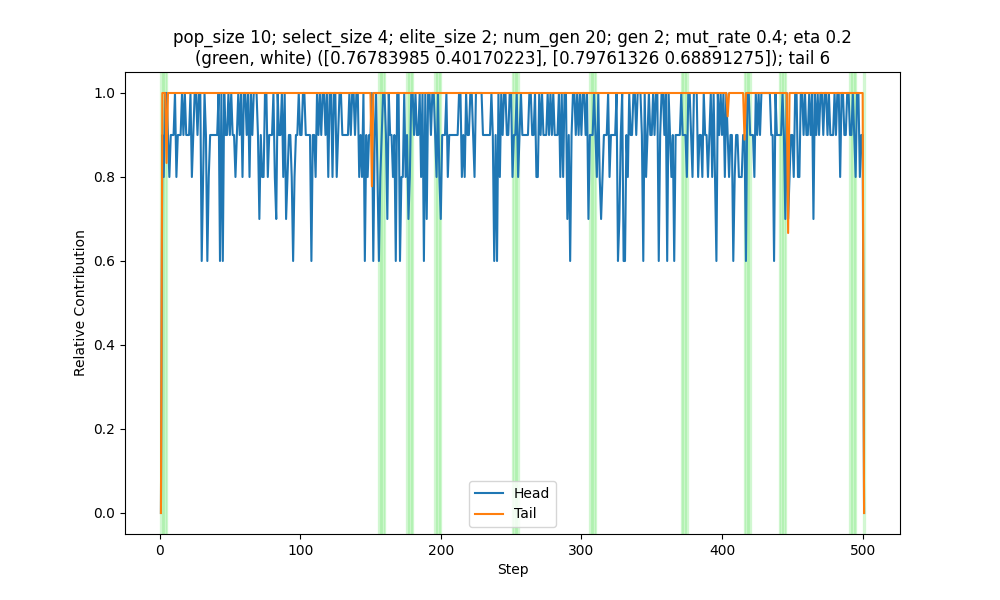 pop_size 10; select_size 4; elite_size 2; num_gen 20; gen 2; mut_rate 0.4; eta 0.2
(green, white) ([0.76783985 0.40170223], [0.79761326 0.68891275]); tail 6
1.0
0.8
0.6
0.4
0.2
0.0
Relative Contribution
Head
Tail
0 100 200 300 400 500
Step